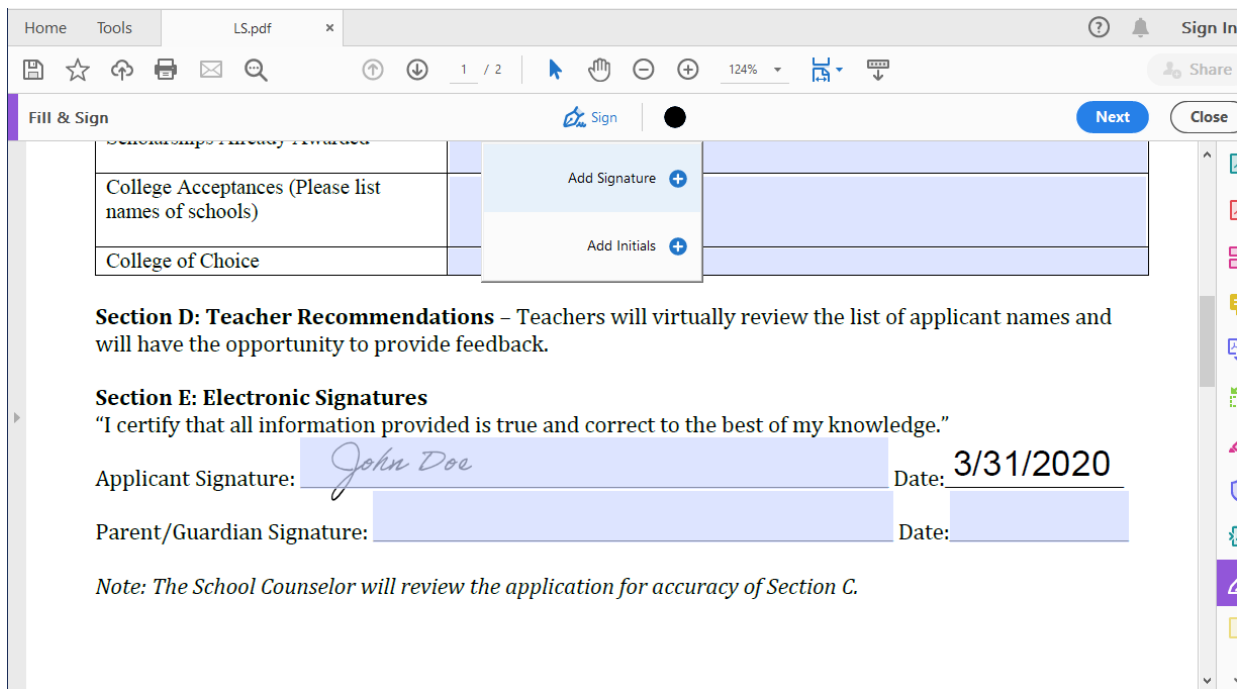 Home Tools LS.pdf ×
Sign In
1 / 2 124% Share
Fill & Sign Sign Next Close
Scholarships Already Awarded
Add Signature
College Acceptances (Please list
names of schools)
Add Initials
College of Choice
Section D: Teacher Recommendations – Teachers will virtually review the list of applicant names and
will have the opportunity to provide feedback.
Section E: Electronic Signatures
“I certify that all information provided is true and correct to the best of my knowledge.”
Applicant Signature: John Doe Date: 3/31/2020
Parent/Guardian Signature: Date:
Note: The School Counselor will review the application for accuracy of Section C.